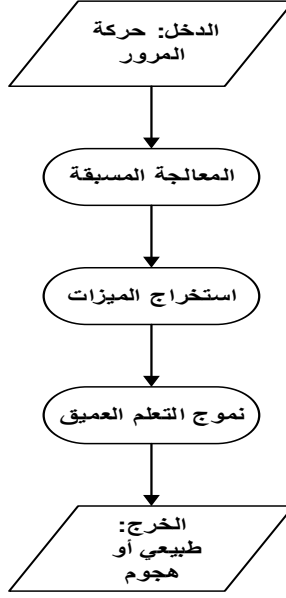 الدخل: حركة
المرور
المعالجة المسبقة
استخراج الميزات
نموج التعلم العميق
الخرج:
طبيعي أو
هجوم